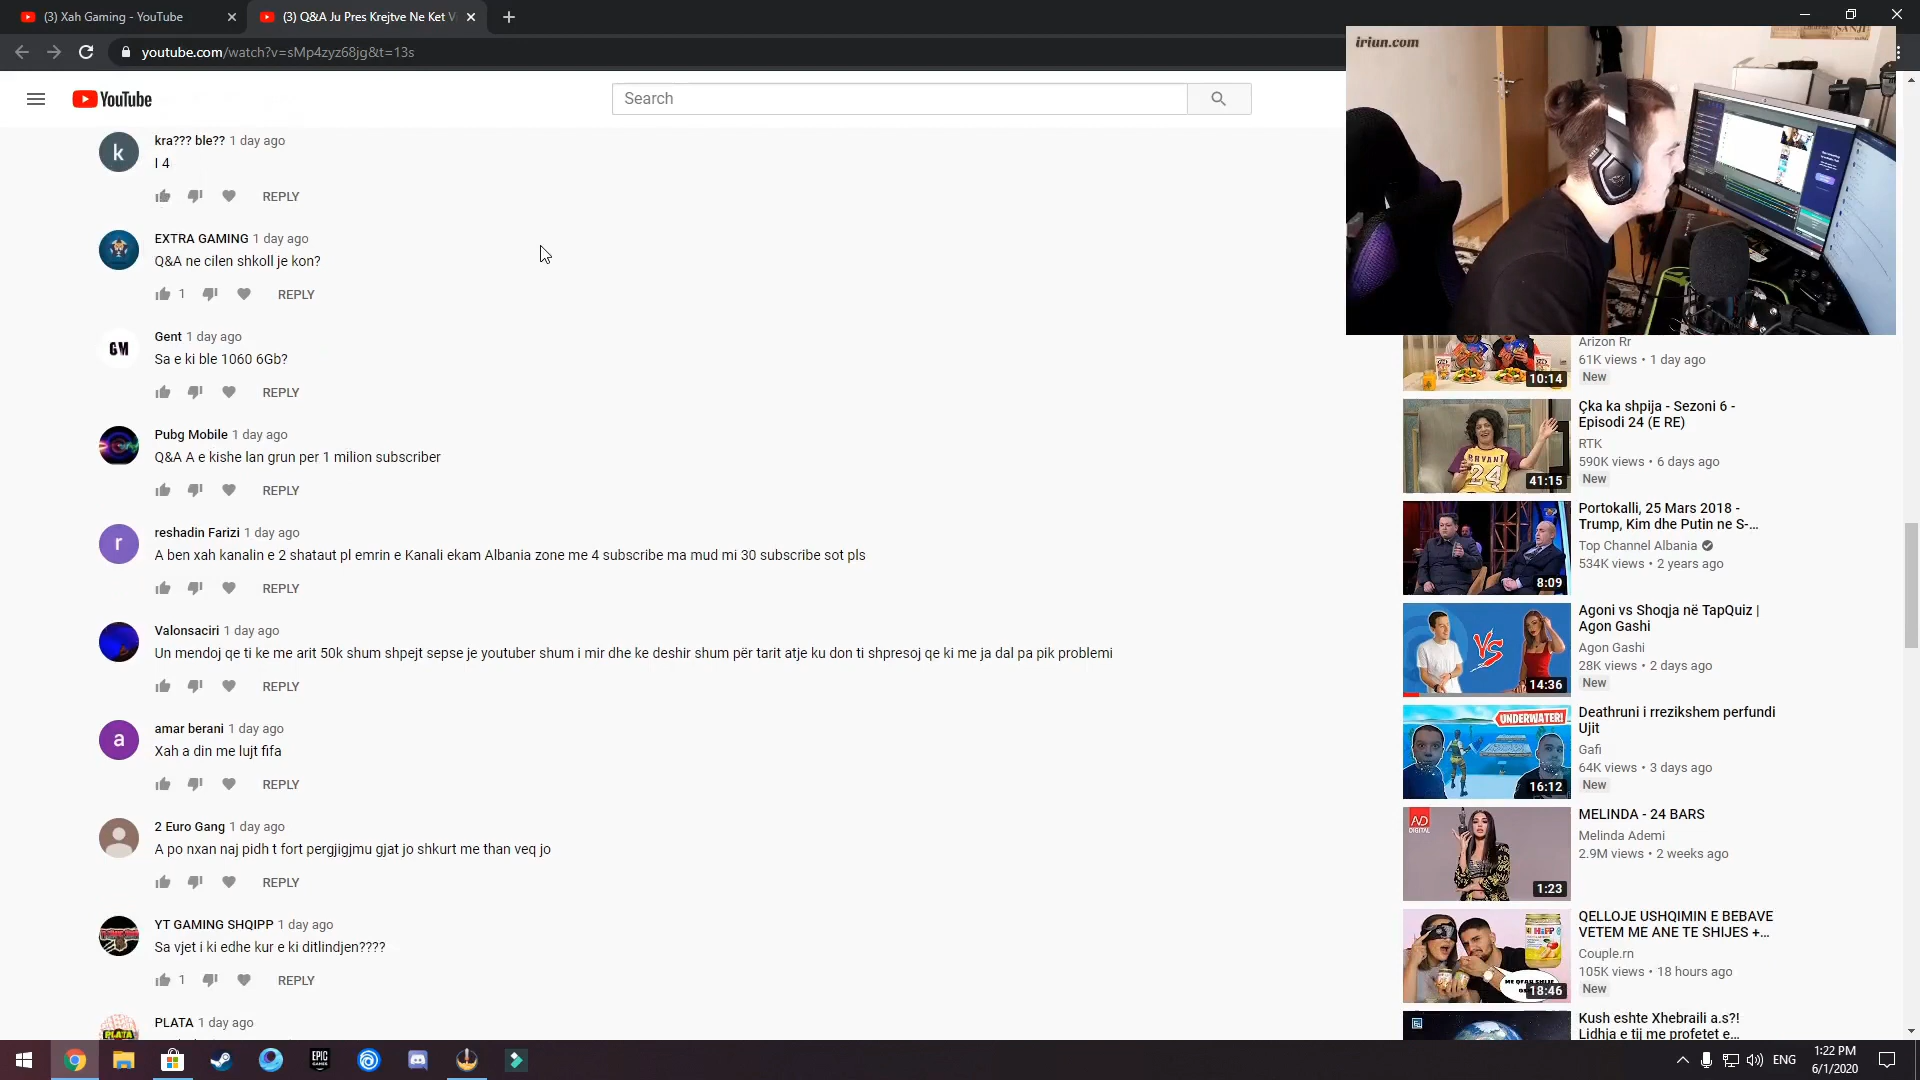 (3) Xah Gaming - YouTube
(3) Q&A Ju Pres Krejtve Ne Ket V
youtube.com/watch?v=sMp4zyz68jg&t=13s
iriun.com
YouTube
Search
kra??? ble?? 1 day ago
I 4
REPLY
EXTRA GAMING 1 day ago
Q&A ne cilen shkoll je kon?
1
REPLY
Gent 1 day ago
GM
Sa e ki ble 1060 6Gb?
REPLY
Pubg Mobile 1 day ago
Q&A A e kishe lan grun per 1 milion subscriber
REPLY
reshadin Farizi 1 day ago
A ben xah kanalin e 2 shataut pl emrin e Kanali ekam Albania zone me 4 subscribe ma mud mi 30 subscribe sot pls
REPLY
Valonsaciri 1 day ago
Un mendoj qe ti ke me arit 50k shum shpejt sepse je youtuber shum i mir dhe ke deshir shum për tarit atje ku don ti shpresoj qe ki me ja dal pa pik problemi
REPLY
amar berani 1 day ago
Xah a din me lujt fifa
REPLY
2 Euro Gang 1 day ago
A po nxan naj pidh t fort pergjigjmu gjat jo shkurt me than veq jo
REPLY
YT GAMING SHQIPP 1 day ago
Sa vjet i ki edhe kur e ki ditlindjen????
1
REPLY
PLATA 1 day ago
Arizon Rr
61K views • 1 day ago
New
10:14
Çka ka shpija - Sezoni 6 -
Episodi 24 (E RE)
RTK
590K views • 6 days ago
New
BRYANT
24
41:15
Portokalli, 25 Mars 2018 -
Trump, Kim dhe Putin ne S-...
Top Channel Albania
534K views • 2 years ago
8:09
Agoni vs Shoqja në TapQuiz |
Agon Gashi
Agon Gashi
28K views • 2 days ago
New
VS
14:36
Deathruni i rrezikshem perfundi
Ujit
Gafi
64K views • 3 days ago
New
UNDERWATER!
16:12
MELINDA - 24 BARS
Melinda Ademi
2.9M views • 2 weeks ago
DIGITAL
1:23
QELLOJE USHQIMIN E BEBAVE
VETEM ME ANE TE SHIJES +...
Couple.rn
105K views • 18 hours ago
New
HiPP
18:46
Kush eshte Xhebraili a.s?!
Lidhja e tij me profetet e...
EPIC
GAMES
ENG
1:22 PM
6/1/2020